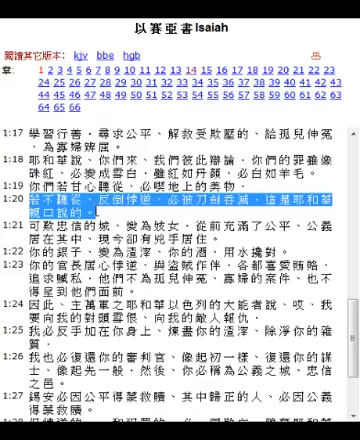 以賽亞書Isaiah
閱讀其它版本： kjv bbe hgb
章: 1 2 3 4 5 6 7 8 9 10 11 12 13 14 15 16 17 18 19 20 21 22 23
24 25 26 27 28 29 30 31 32 33 34 35 36 37 38 39 40 41 42 43
44 45 46 47 48 49 50 51 52 53 54 55 56 57 58 59 60 61 62 63
64 65 66
1:17 學習行善．尋求公平、解救受欺壓的、給孤兒伸冤
、為寡婦辨屈。
1:18 耶和華說、你們來、我們彼此辯論．你們的罪雖像
硃紅、必變成雪白．雖紅如丹顏、必白如羊毛。
1:19 你們若甘心聽從、必喫地上的美物．
1:20 若不聽從、反倒悖逆、必被刀劍吞滅．這是耶和華
親口說的。
1:21 可歎忠信的城、變為妓女．從前充滿了公平、公義
居在其中、現今卻有兇手居住。
1:22 你的銀子、變為渣滓、你的酒、用水攙對。
1:23 你的官長居心悖逆、與盜賊作伴．各都喜愛賄賂、
追求贓私．他們不為孤兒伸冤、寡婦的案件、也不
得呈到他們面前。
1:24 因此、主萬軍之耶和華以色列的大能者說、哎、我
要向我的對頭雪恨、向我的敵人報仇．
1:25 我必反手加在你身上、煉盡你的渣滓、除淨你的雜
質．
1:26 我也必復還你的審判官、像起初一樣、復還你的謀
士、像起先一般．然後、你必稱為公義之城、忠信
之邑。
1:27 錫安必因公平得蒙救贖、其中歸正的人、必因公義
得蒙救贖。